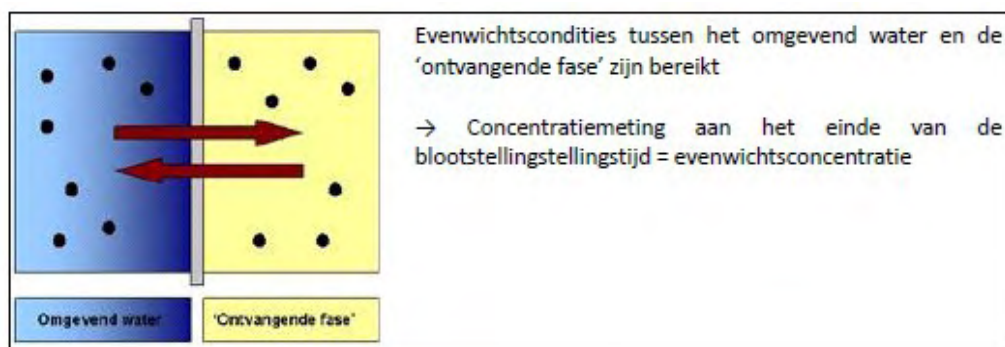 Evenwichtscondities tussen het omgevend water en de
‘ontvangende fase’ zijn bereikt
→ Concentratiemeting aan het einde van de
blootstellingstellingstijd = evenwichtsconcentratie
Omgevend water
'Ontvangende fase'